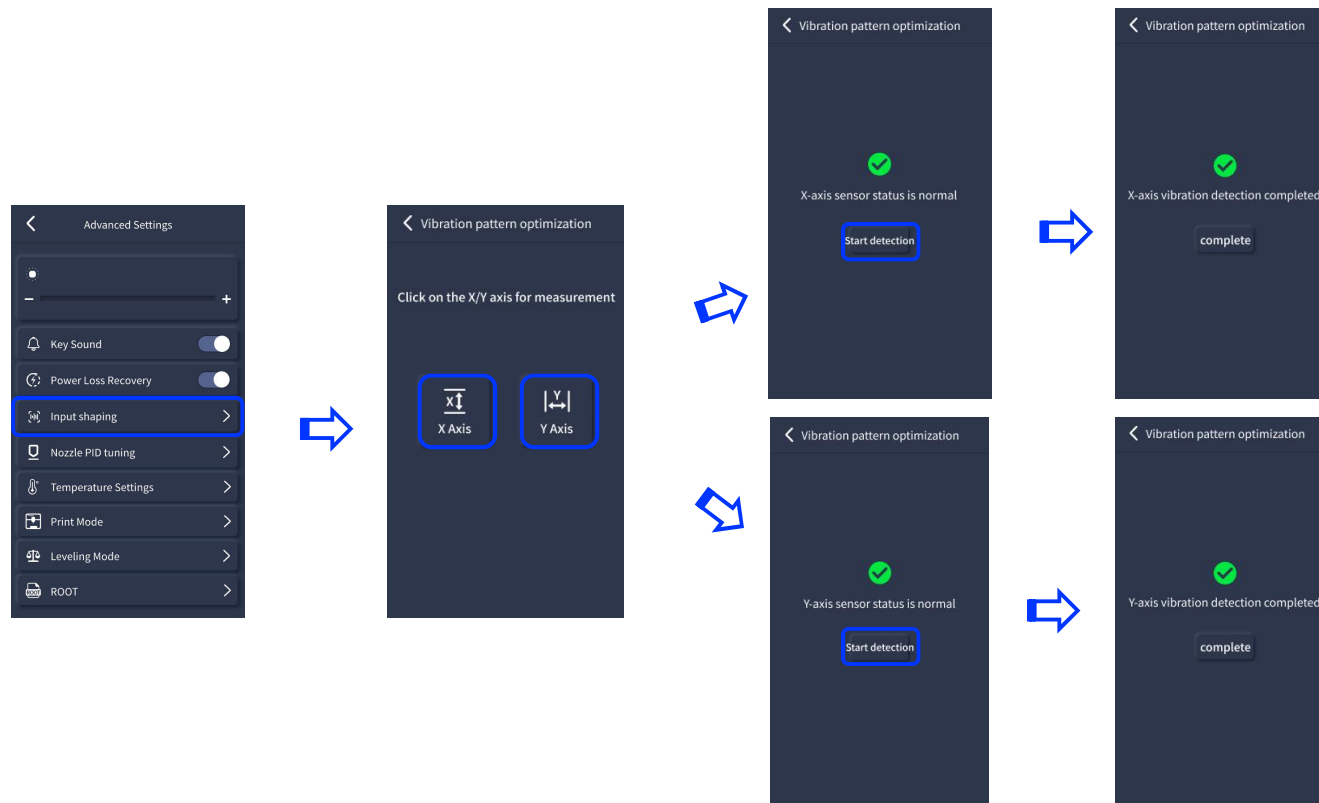 Advanced Settings
Key Sound
Power Loss Recovery
Input shaping
Nozzle PID tuning
Temperature Settings
Print Mode
Leveling Mode
ROOT
ROOT
Vibration pattern optimization
Click on the X/Y axis for measurement
X
X Axis
Y
Y Axis
Vibration pattern optimization
X-axis sensor status is normal
Start detection
Vibration pattern optimization
X-axis vibration detection completed
complete
Vibration pattern optimization
Y-axis sensor status is normal
Start detection
Vibration pattern optimization
Y-axis vibration detection completed
complete